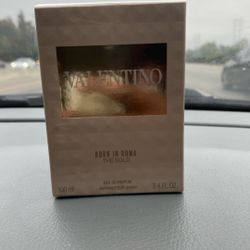 VALENTINO
BORN IN ROMA
THE GOLD
EAU DE PARFUM
100 ml
3.4 FL. OZ.